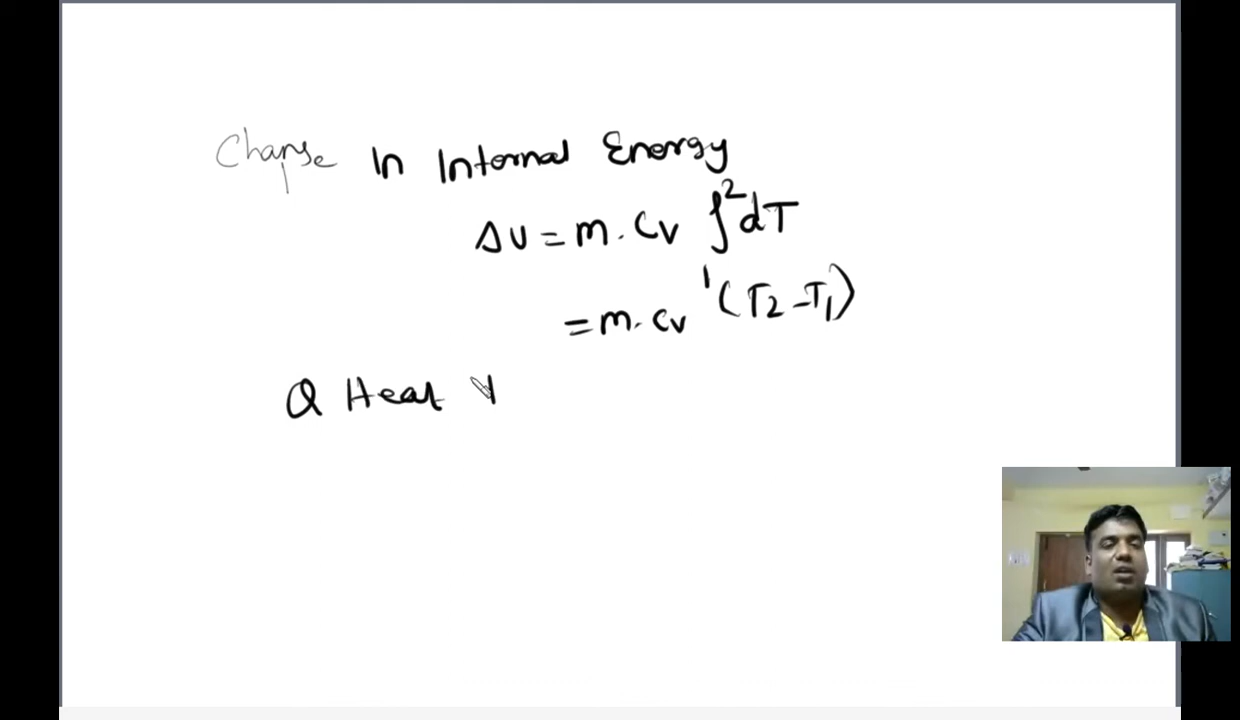 Change In Internal Energy
ΔU = m. Cv ∫₁² dT
= m. Cv (T2 - T1)
Q Heat